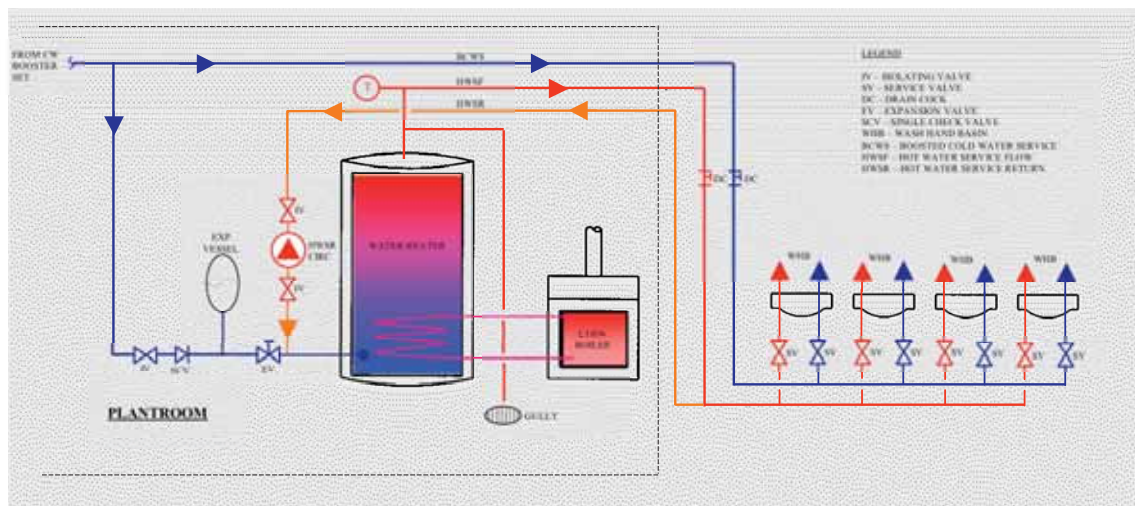 FROM CW
BOOSTER
SET
BCWS
HWSF
HWSR
T
LEGEND
IV - ISOLATING VALVE
SV - SERVICE VALVE
DC - DRAIN COCK
EV - EXPANSION VALVE
SCV - SINGLE CHECK VALVE
WHB - WASH HAND BASIN
BCWS - BOOSTED COLD WATER SERVICE
HWSF - HOT WATER SERVICE FLOW
HWSR - HOT WATER SERVICE RETURN
DC
DC
IV
EXP
VESSEL
HWSR
CIRC
WATER HEATER
IV
WHB
WHB
WHB
WHB
BOILER
SV
SV
SV
SV
SV
SV
SV
SV
IV
SCV
EV
PLANTROOM
GULLY